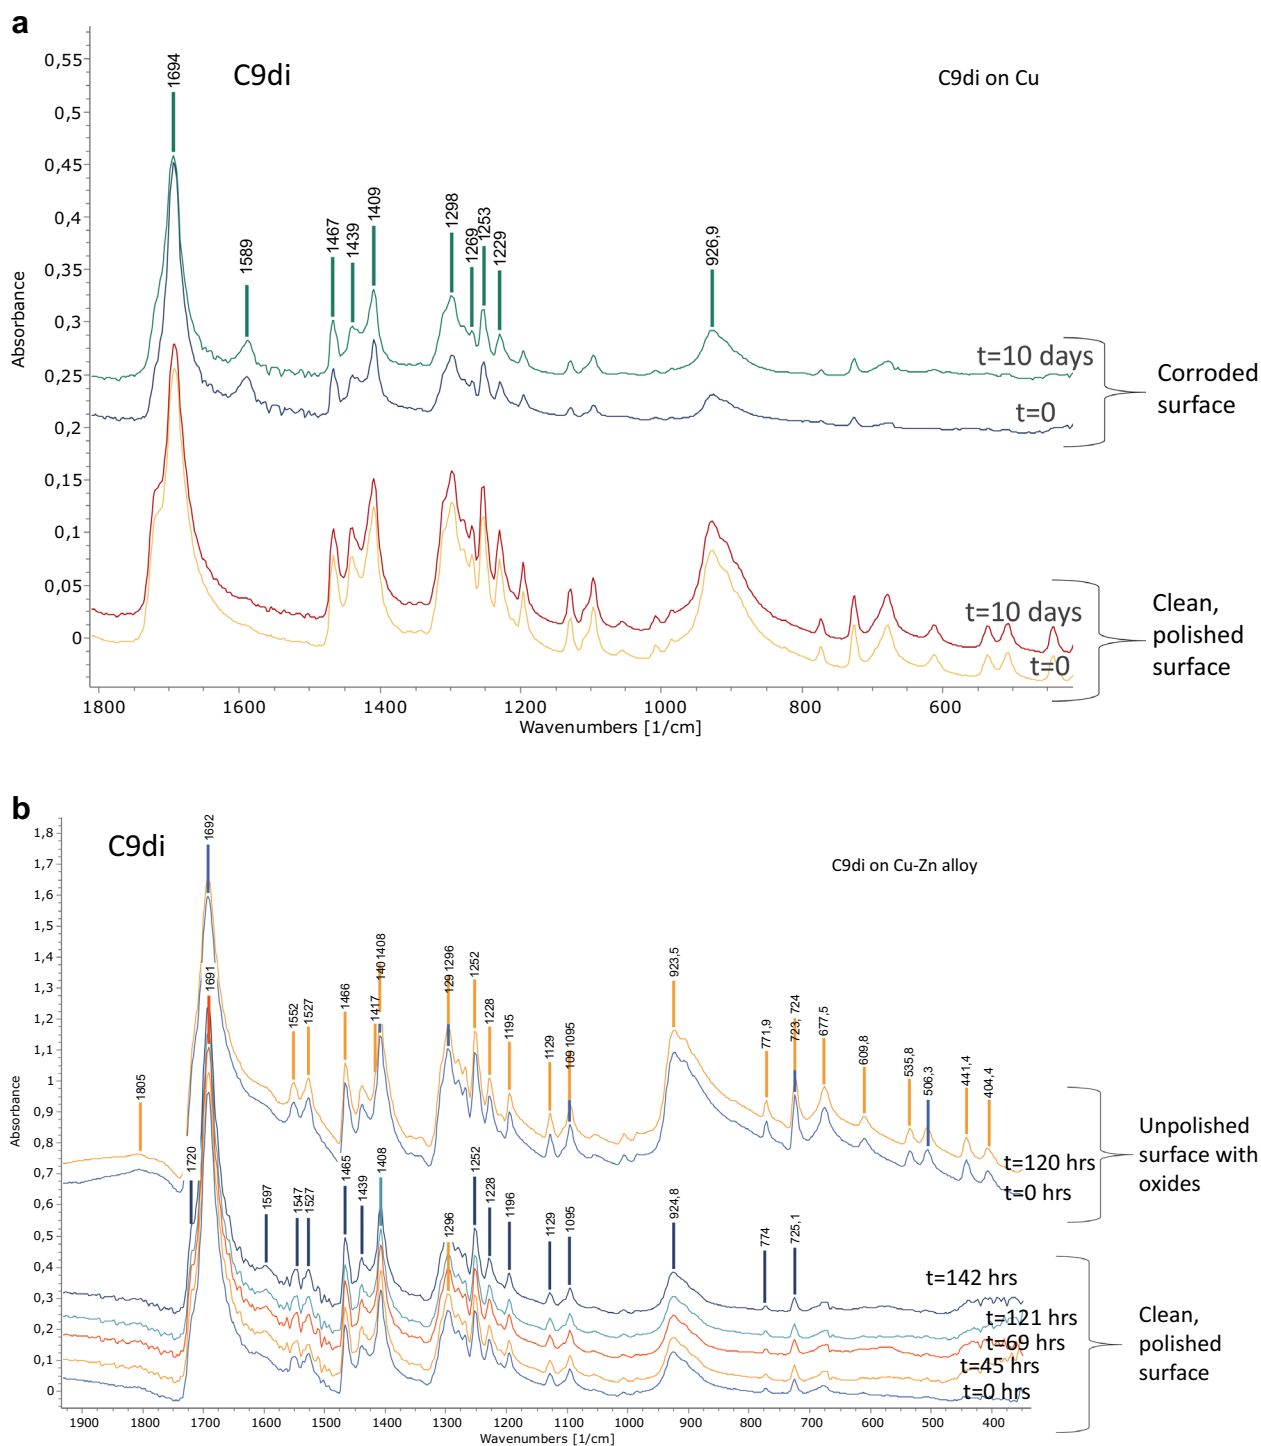 a
C9di
C9di on Cu
0,55
0,5
0,45
0,4
0,35
0,3
0,25
0,2
0,15
0,1
0,05
0
Absorbance
1694
1589
1467
1439
1409
1298
1269
1253
1229
926,9
t=10 days
t=0
Corroded
surface
t=10 days
t=0
Clean,
polished
surface
1800 1600 1400 1200 1000 800 600
Wavenumbers [1/cm]
b
C9di
C9di on Cu-Zn alloy
1,8
1,7
1,6
1,5
1,4
1,3
1,2
1,1
1
0,9
0,8
0,7
0,6
0,5
0,4
0,3
0,2
0,1
0
Absorbance
1805
1692
1552
1527
1466
1417
140 1408
129 1296
1252
1228
1195
1129
109 1095
923,5
771,9
723, 724
677,5
609,8
535,8
506,3
441,4
404,4
t=120 hrs
t=0 hrs
Unpolished
surface with
oxides
1720
1691
1597
1547
1527
1465
1439
1408
1296
1252
1228
1196
1129
1095
924,8
774
725,1
t=142 hrs
t=121 hrs
t=69 hrs
t=45 hrs
t=0 hrs
Clean,
polished
surface
1900 1800 1700 1600 1500 1400 1300 1200 1100 1000 900 800 700 600 500 400
Wavenumbers [1/cm]